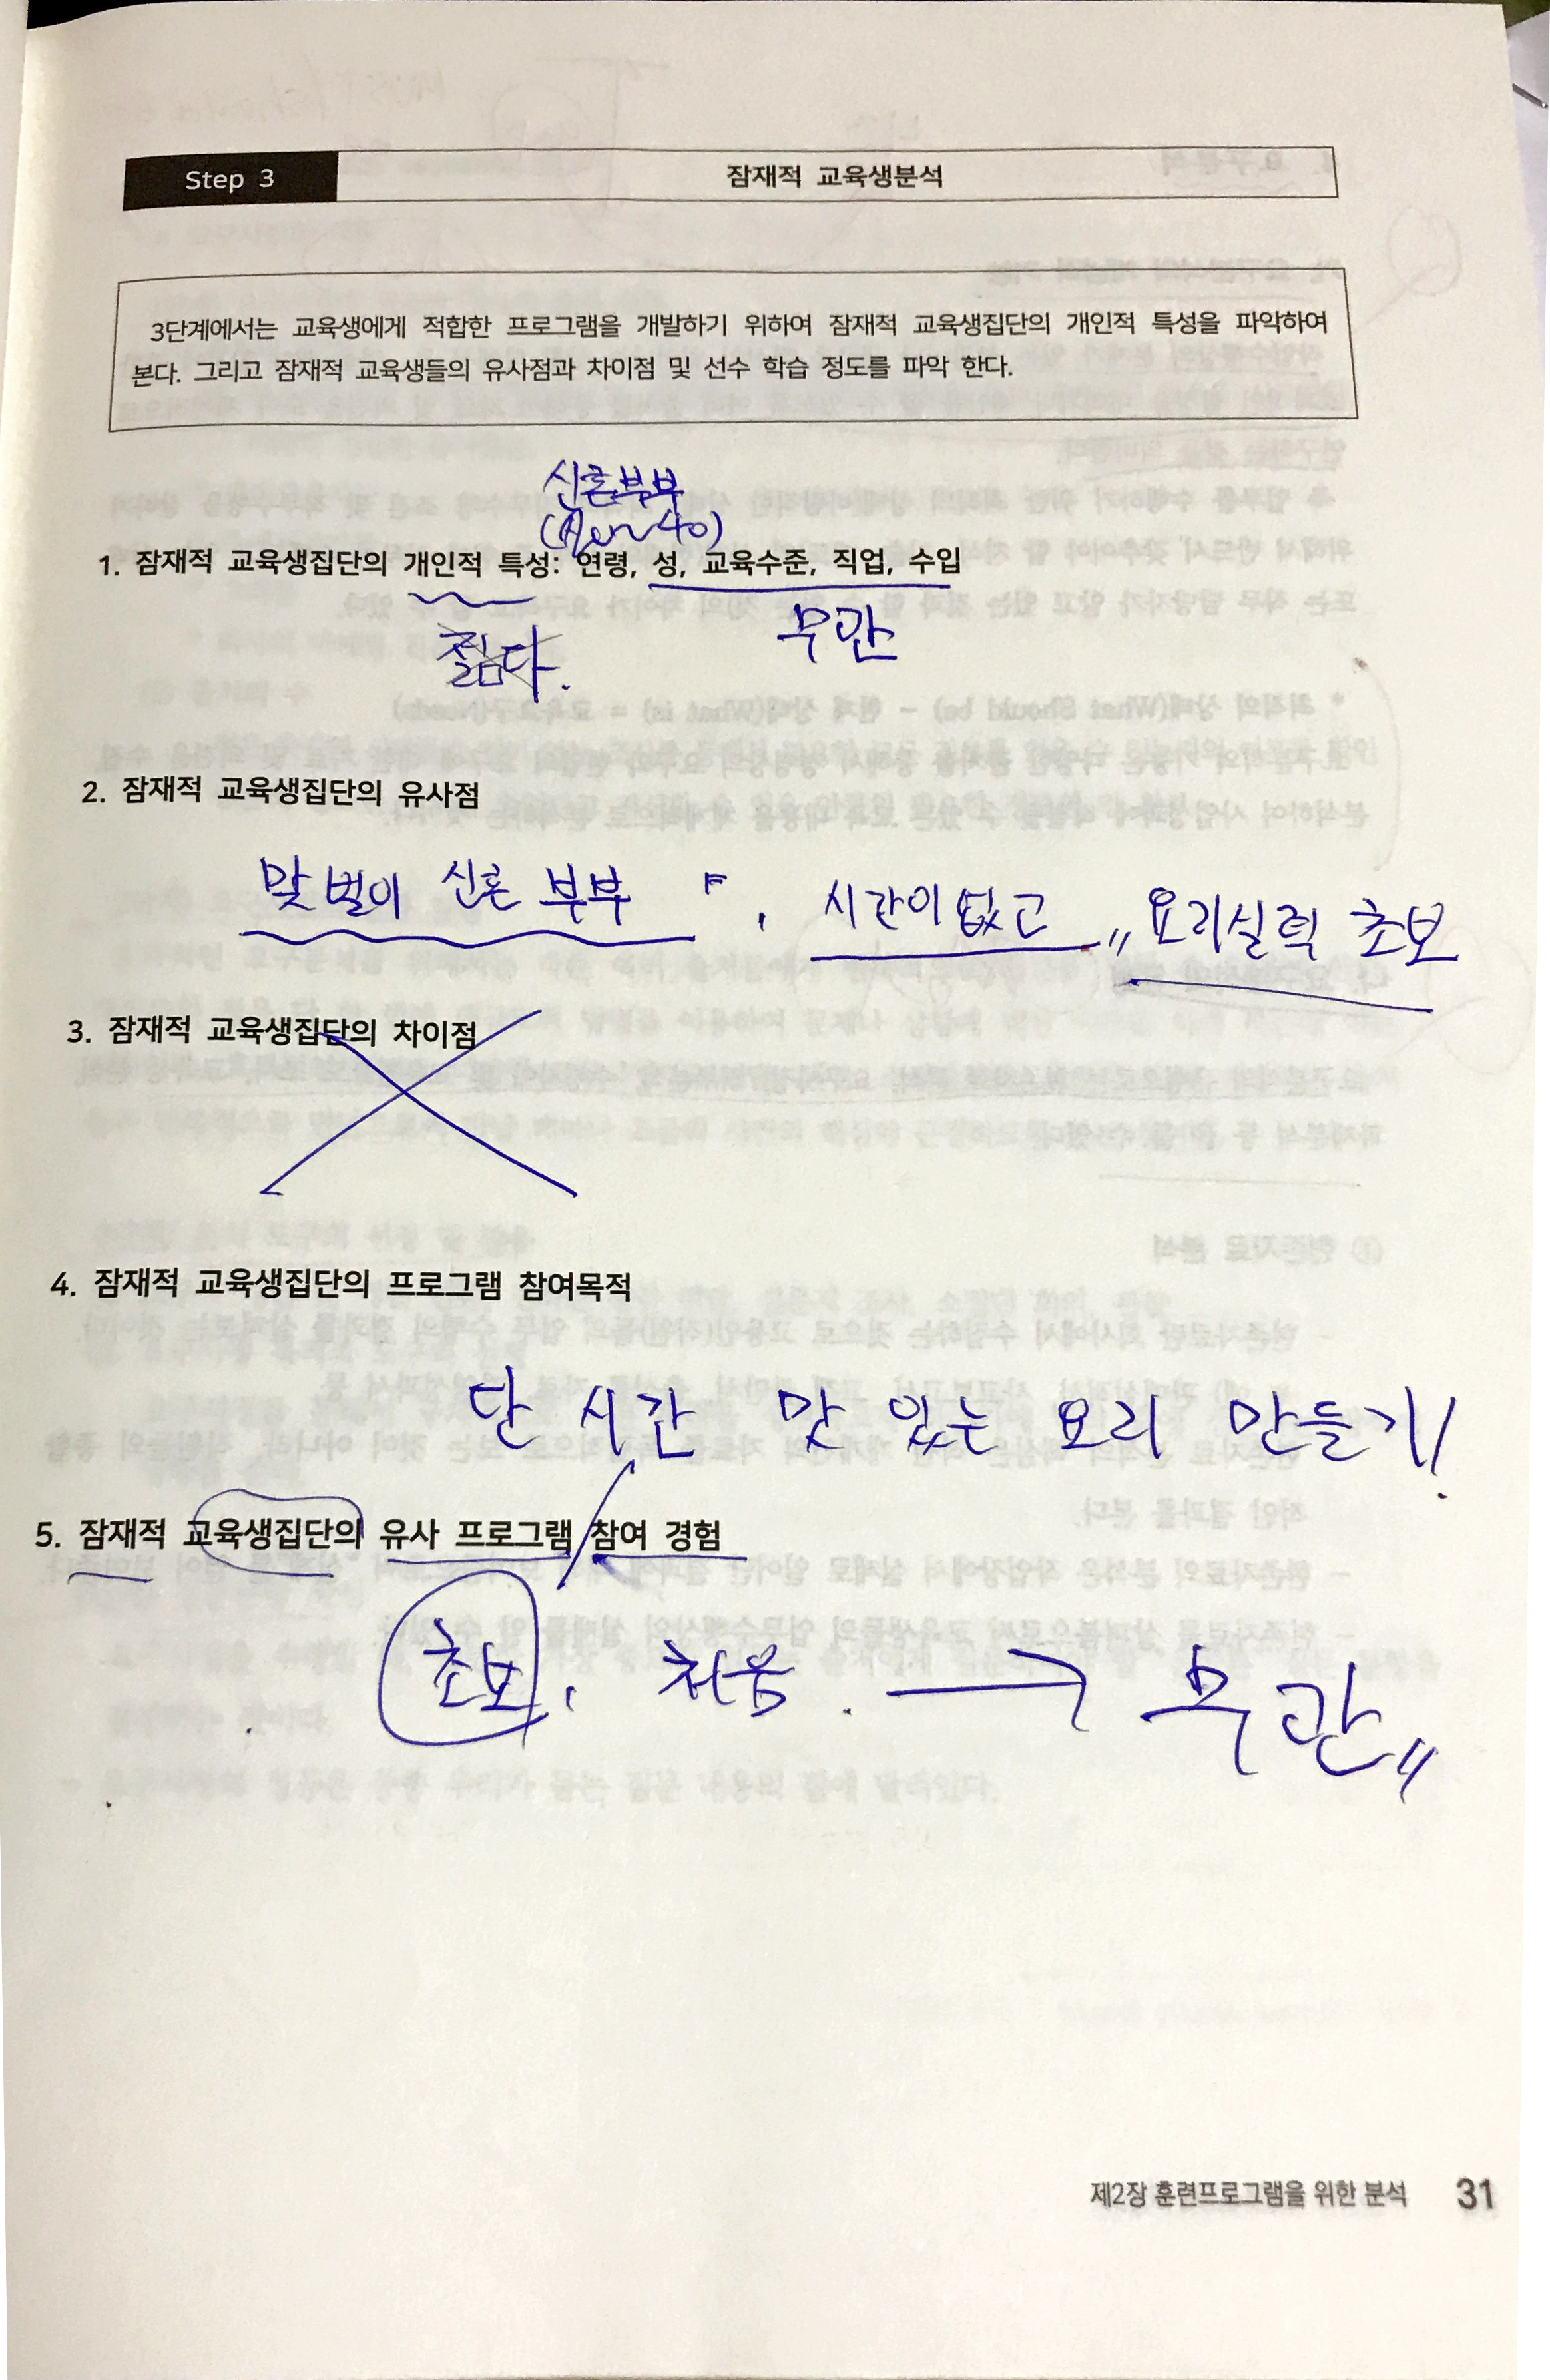 Step 3 잠재적 교육생분석
3단계에서는 교육생에게 적합한 프로그램을 개발하기 위하여 잠재적 교육생집단의 개인적 특성을 파악하여
본다. 그리고 잠재적 교육생들의 유사점과 차이점 및 선수 학습 정도를 파악 한다.
신혼부부
~40)
1. 잠재적 교육생집단의 개인적 특성: 연령, 성, 교육수준, 직업, 수입
젊다. 무관
2. 잠재적 교육생집단의 유사점
맞벌이 신혼 부부 , 시간이 없고 〃 요리실력 초보
3. 잠재적 교육생집단의 차이점
4. 잠재적 교육생집단의 프로그램 참여목적
단 시간 맛 있는 요리 만들기!
5. 잠재적 교육생집단의 유사 프로그램 참여 경험
초보, 처음. → 무관〃
제2장 훈련프로그램을 위한 분석 31